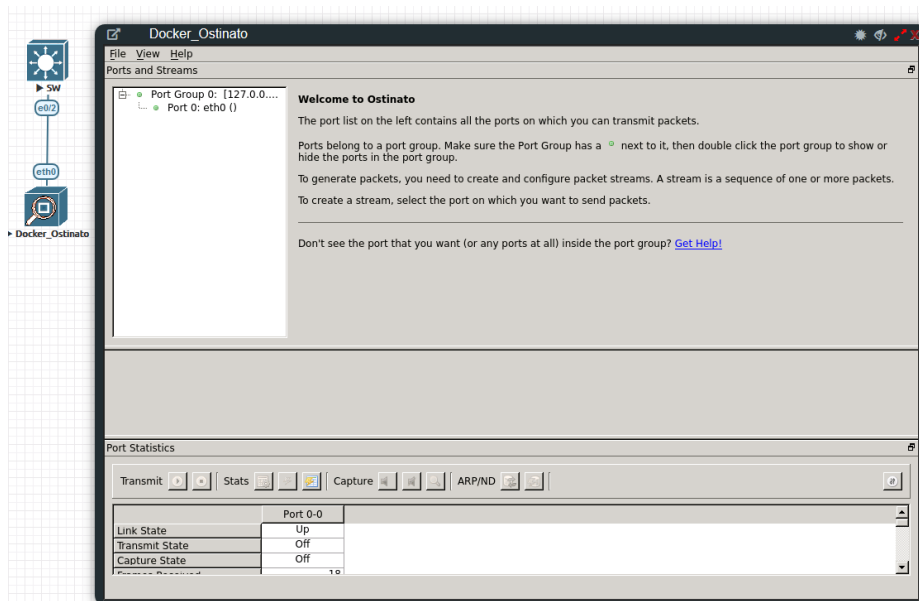 Docker_Ostinato
File View Help
Ports and Streams
Port Group 0: [127.0.0....
Port 0: eth0 ()
Welcome to Ostinato
The port list on the left contains all the ports on which you can transmit packets.
Ports belong to a port group. Make sure the Port Group has a next to it, then double click the port group to show or
hide the ports in the port group.
To generate packets, you need to create and configure packet streams. A stream is a sequence of one or more packets.
To create a stream, select the port on which you want to send packets.
Don't see the port that you want (or any ports at all) inside the port group? Get Help!
SW
e0/2
eth0
Docker_Ostinato
Port Statistics
Transmit Stats Capture ARP/ND
Port 0-0
Link State Up
Transmit State Off
Capture State Off
Frames Received 18